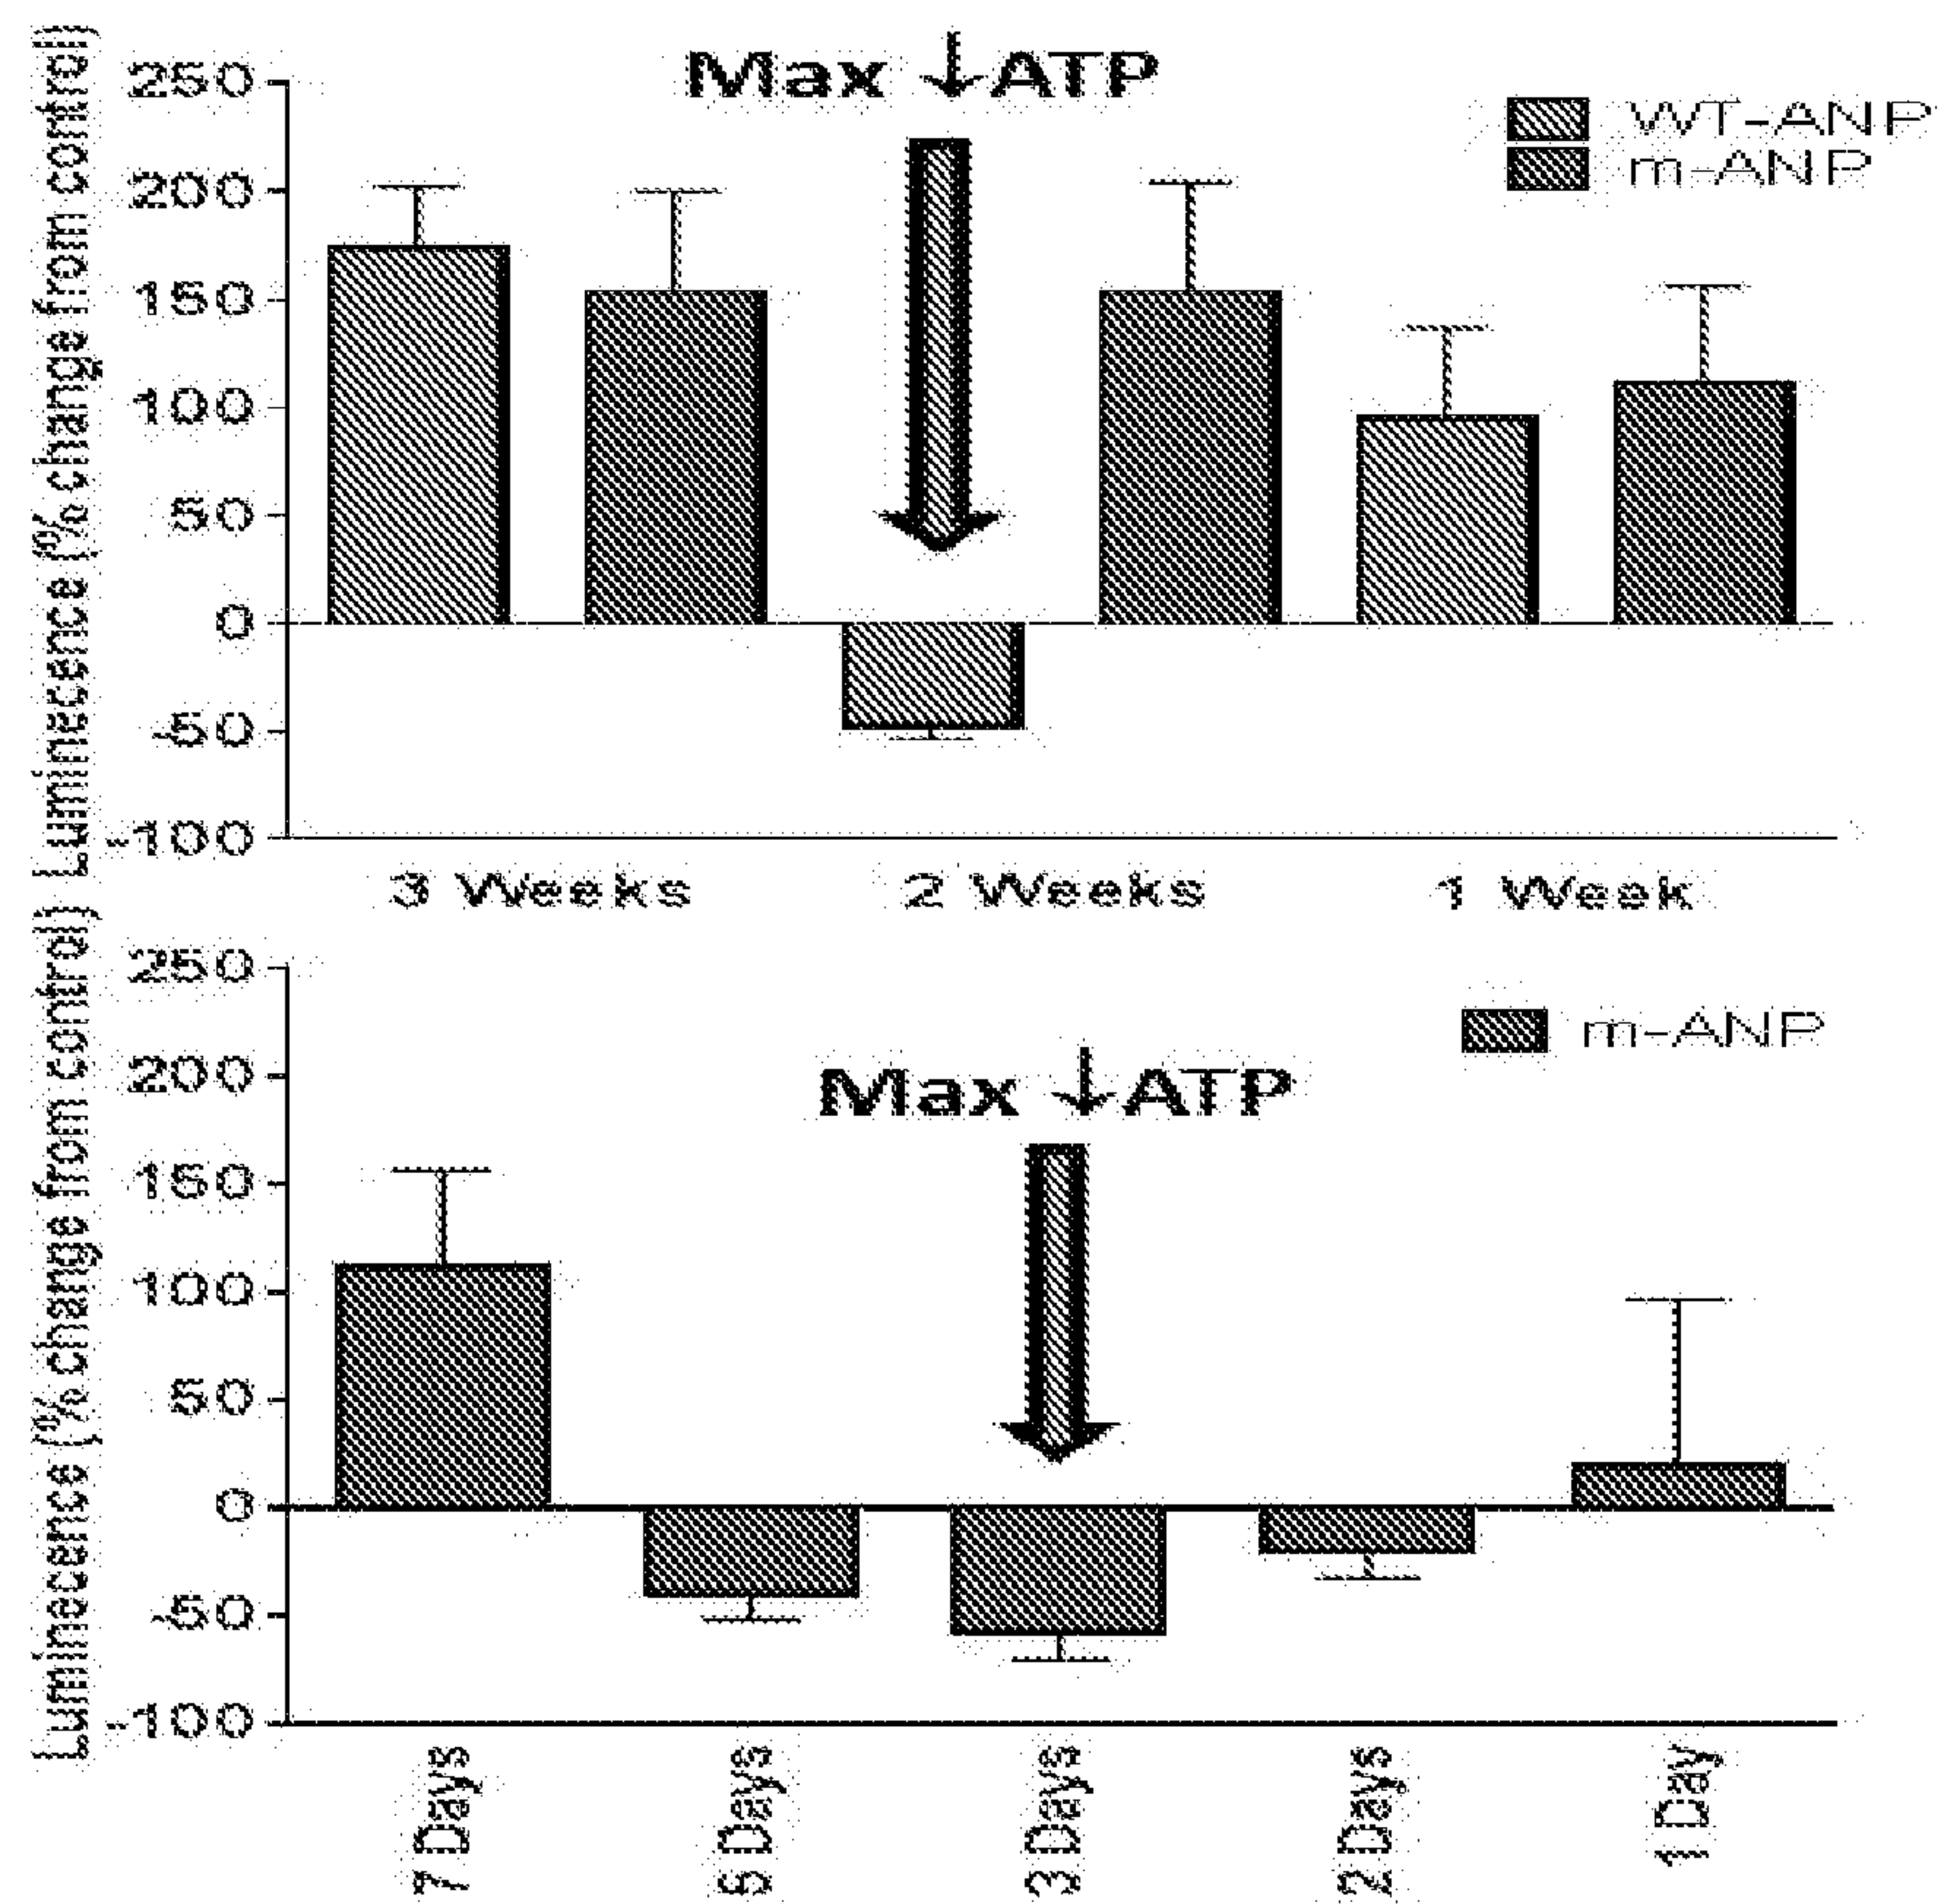 Luminecence (% change from control)
250
200
150
100
50
0
-50
-100
Max ↓ATP
WT-ANP
m-ANP
3 Weeks
2 Weeks
1 Week
Luminecence (% change from control)
250
200
150
100
50
0
-50
-100
Max ↓ATP
m-ANP
7 Days
3 Days
2 Days
1 Day